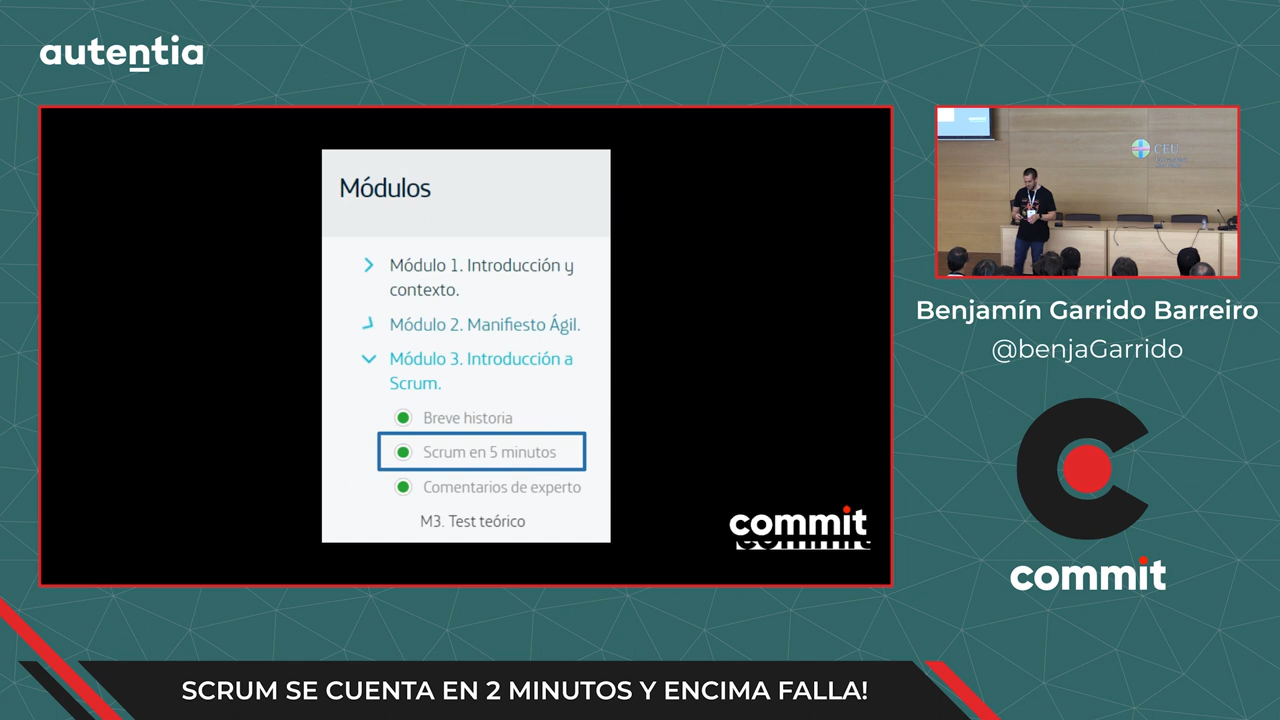 autentia
Módulos
Módulo 1. Introducción y
contexto.
Módulo 2. Manifiesto Ágil.
Módulo 3. Introducción a
Scrum.
Breve historia
Scrum en 5 minutos
Comentarios de experto
M3. Test teórico
commit
CEU
Benjamín Garrido Barreiro
@benjaGarrido
commit
SCRUM SE CUENTA EN 2 MINUTOS Y ENCIMA FALLA!